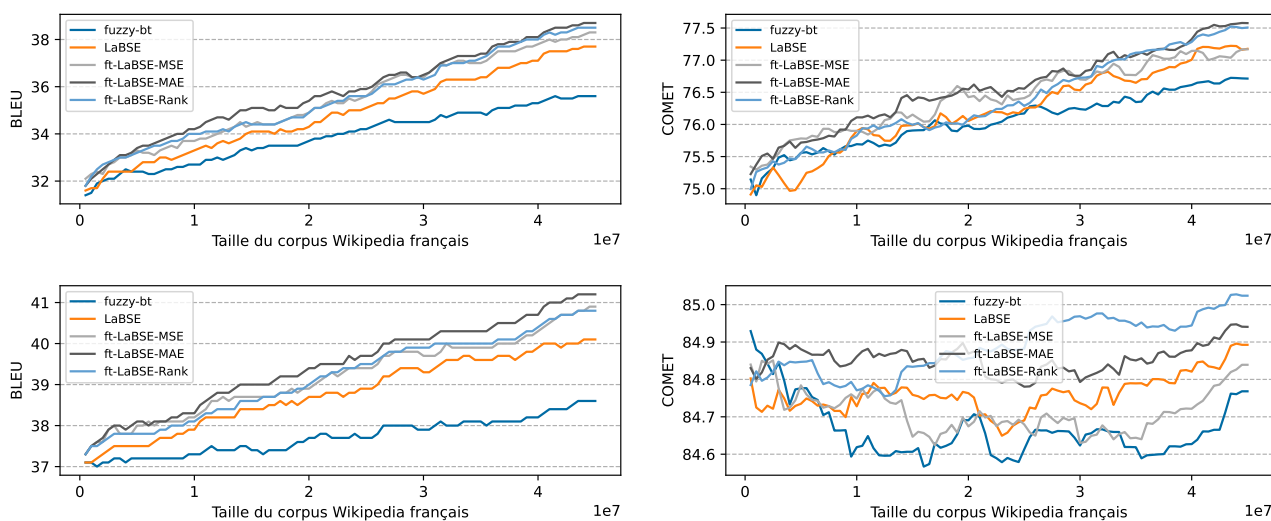 BLEU
38
36
34
32
fuzzy-bt
LaBSE
ft-LaBSE-MSE
ft-LaBSE-MAE
ft-LaBSE-Rank
0 1 2 3 4
1e7
Taille du corpus Wikipedia français
COMET
77.5
77.0
76.5
76.0
75.5
75.0
fuzzy-bt
LaBSE
ft-LaBSE-MSE
ft-LaBSE-MAE
ft-LaBSE-Rank
0 1 2 3 4
1e7
Taille du corpus Wikipedia français
BLEU
41
40
39
38
37
fuzzy-bt
LaBSE
ft-LaBSE-MSE
ft-LaBSE-MAE
ft-LaBSE-Rank
0 1 2 3 4
1e7
Taille du corpus Wikipedia français
COMET
85.0
84.9
84.8
84.7
84.6
fuzzy-bt
LaBSE
ft-LaBSE-MSE
ft-LaBSE-MAE
ft-LaBSE-Rank
0 1 2 3 4
1e7
Taille du corpus Wikipedia français